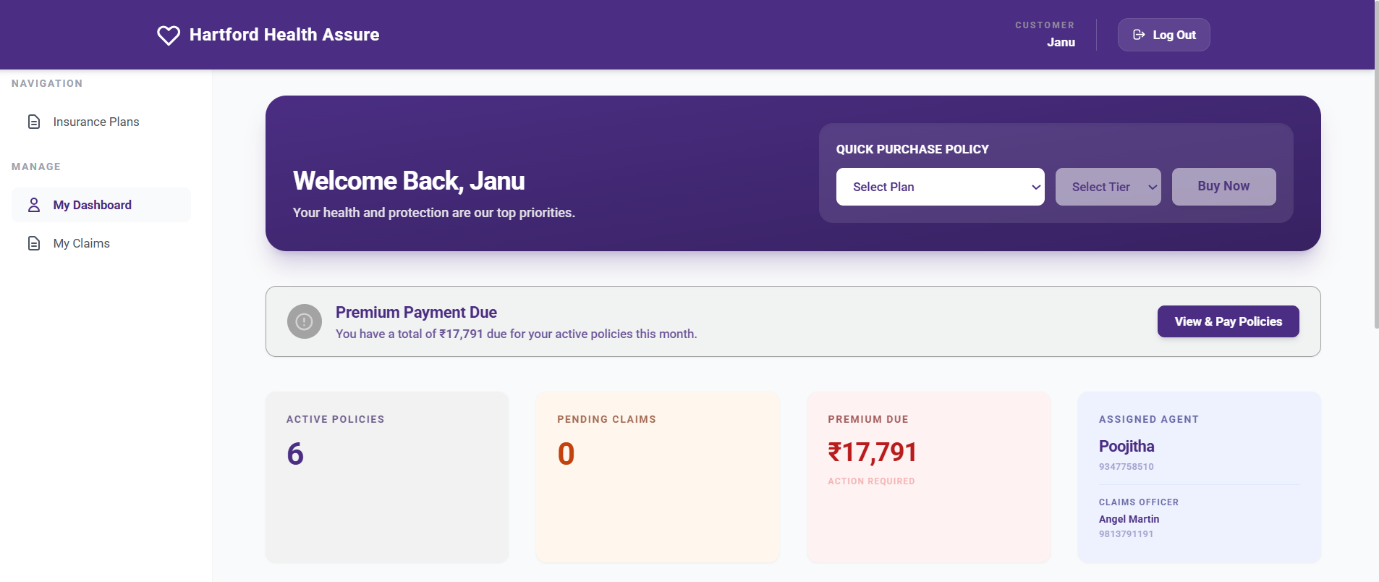 Hartford Health Assure
CUSTOMER
Janu
Log Out
NAVIGATION
Insurance Plans
MANAGE
My Dashboard
My Claims
Welcome Back, Janu
Your health and protection are our top priorities.
QUICK PURCHASE POLICY
Select Plan
Select Tier
Buy Now
Premium Payment Due
You have a total of ₹17,791 due for your active policies this month.
View & Pay Policies
ACTIVE POLICIES
6
PENDING CLAIMS
0
PREMIUM DUE
₹17,791
ACTION REQUIRED
ASSIGNED AGENT
Poojitha
9347758510
CLAIMS OFFICER
Angel Martin
9813791191